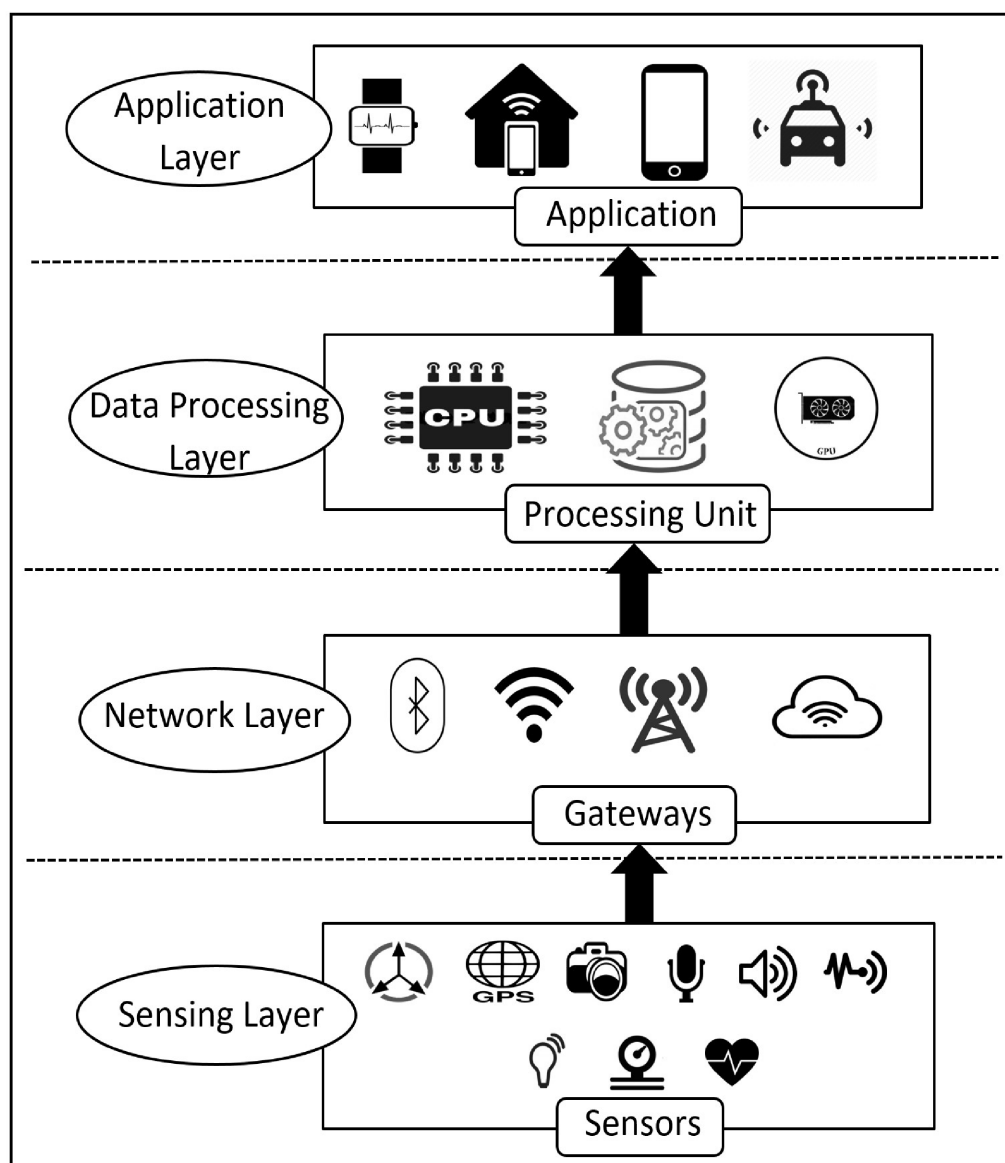 Application
Layer
Application
Data Processing
Layer
CPU
GPU
Processing Unit
Network Layer
Gateways
Sensing Layer
GPS
Sensors